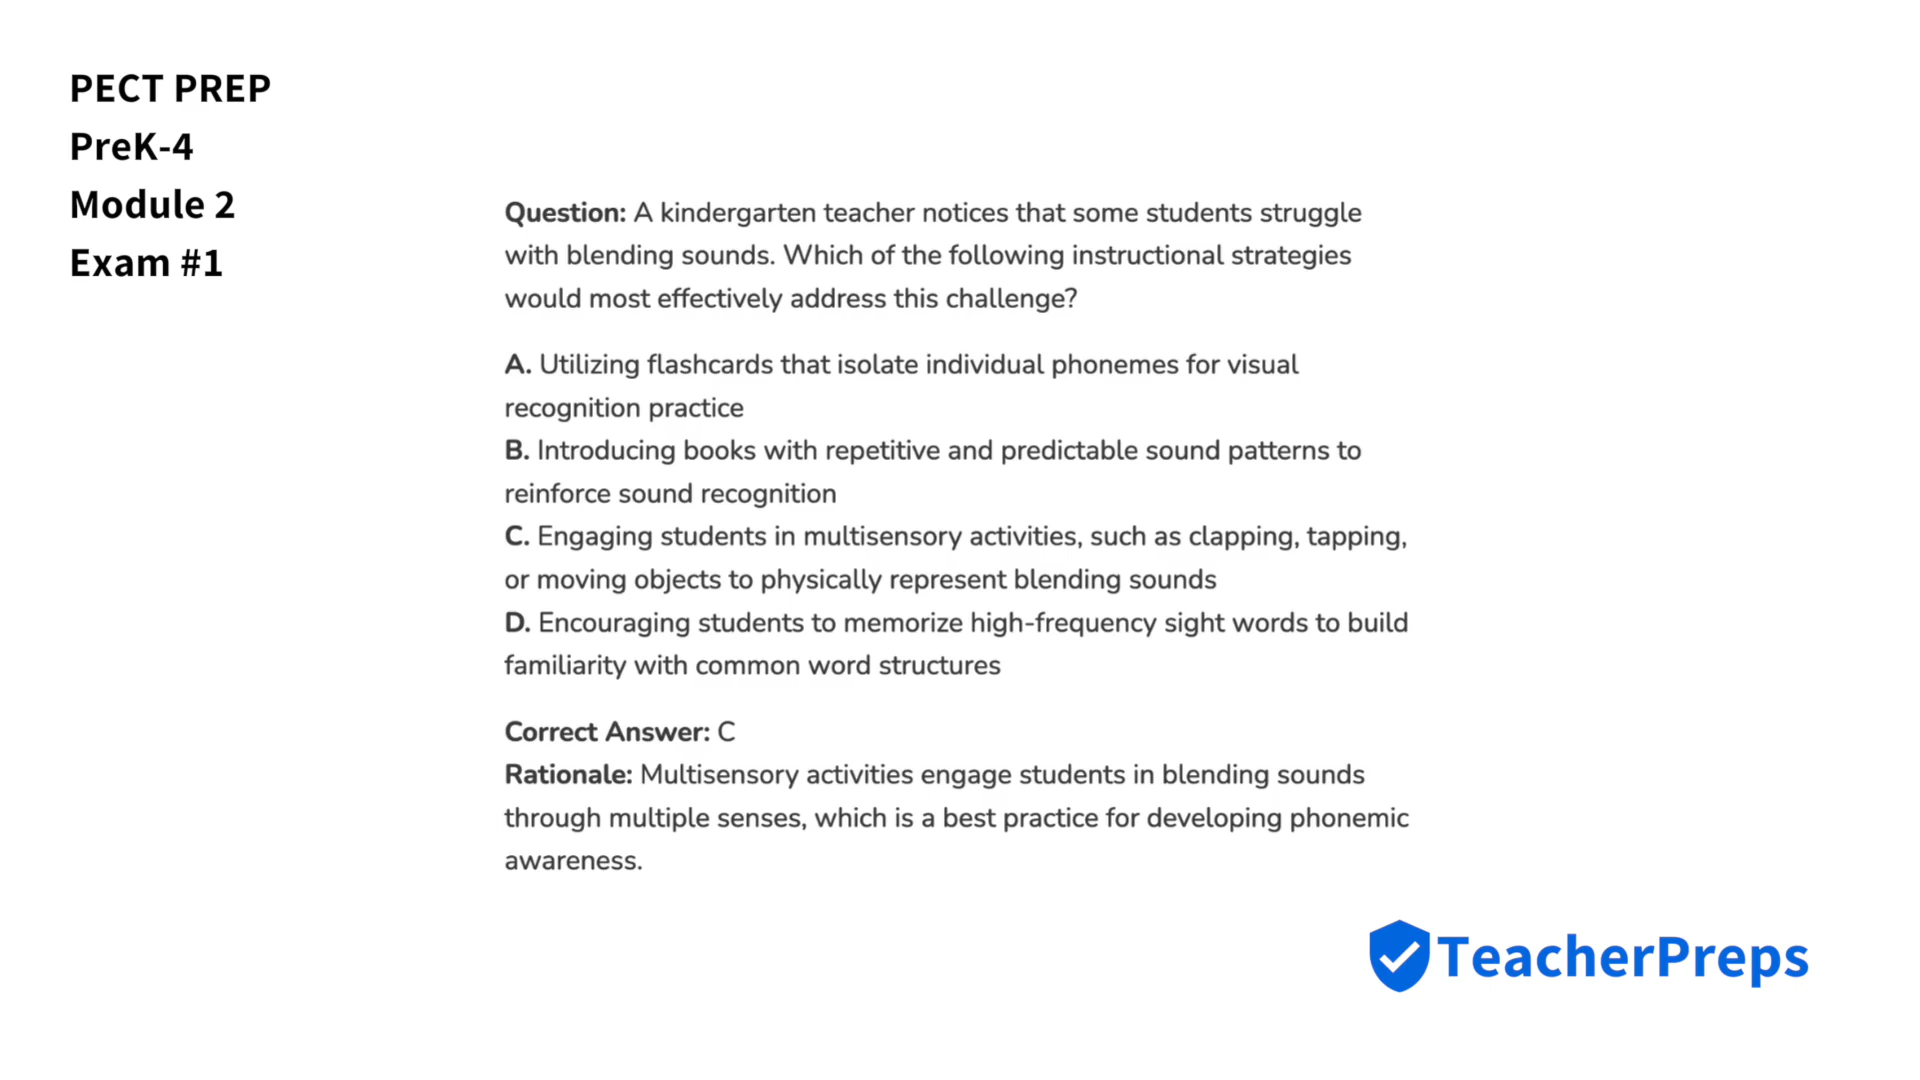 PECT PREP
PreK-4
Module 2
Exam #1
Question: A kindergarten teacher notices that some students struggle
with blending sounds. Which of the following instructional strategies
would most effectively address this challenge?
A. Utilizing flashcards that isolate individual phonemes for visual
recognition practice
B. Introducing books with repetitive and predictable sound patterns to
reinforce sound recognition
C. Engaging students in multisensory activities, such as clapping, tapping,
or moving objects to physically represent blending sounds
D. Encouraging students to memorize high-frequency sight words to build
familiarity with common word structures
Correct Answer: C
Rationale: Multisensory activities engage students in blending sounds
through multiple senses, which is a best practice for developing phonemic
awareness.
TeacherPreps